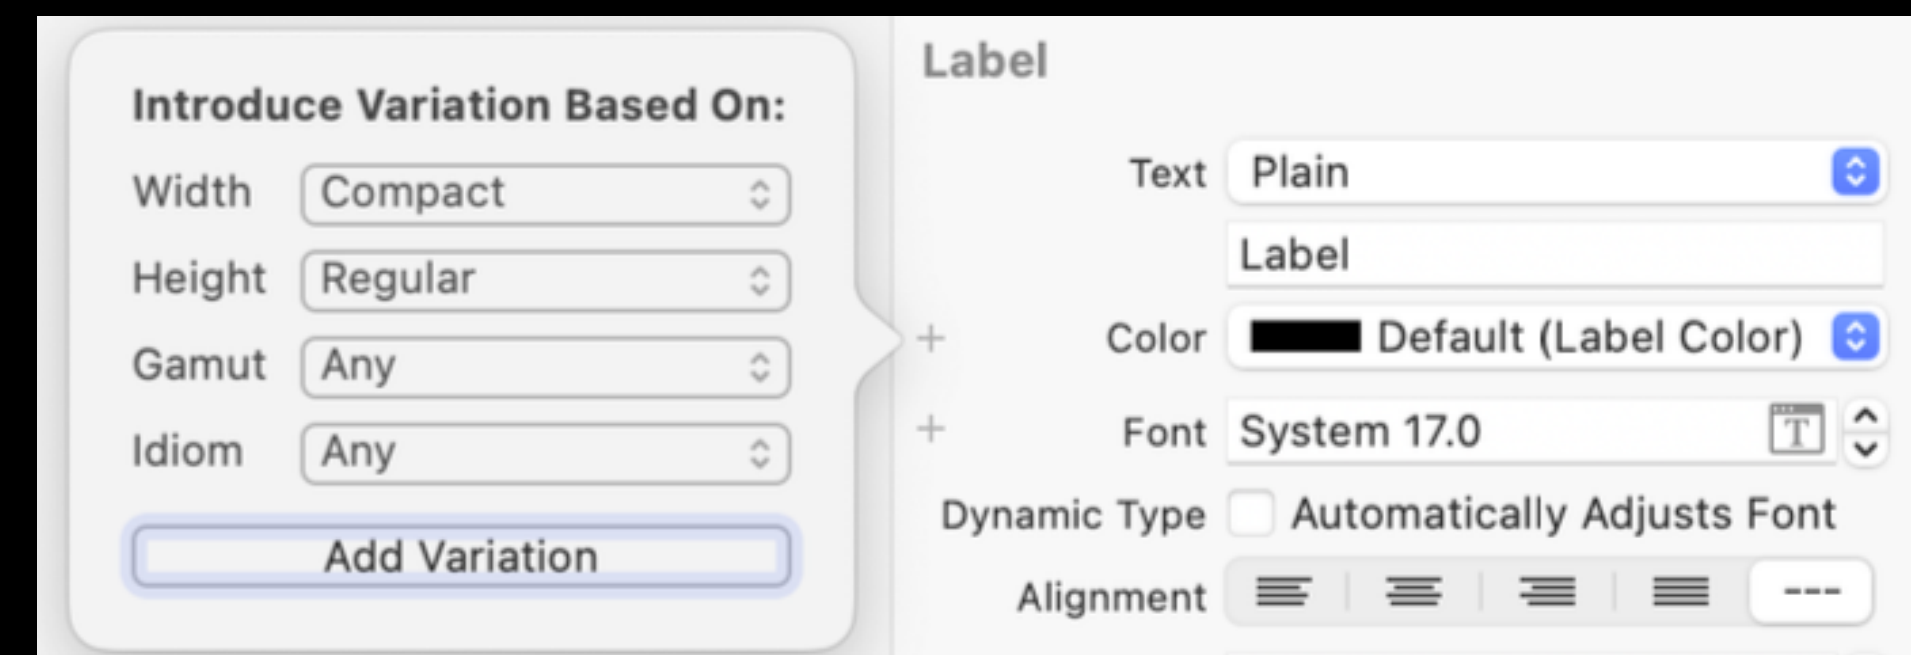 Introduce Variation Based On:
Width Compact
Height Regular
Gamut Any
Idiom Any
Add Variation
Label
Text Plain
Label
+ Color Default (Label Color)
+ Font System 17.0 T
Dynamic Type Automatically Adjusts Font
Alignment ---